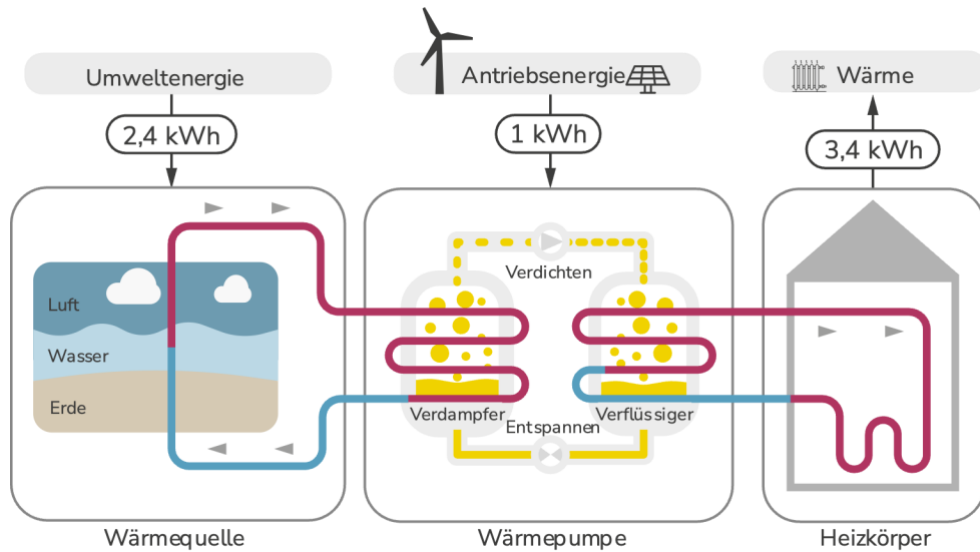 Umweltenergie
Antriebsenergie
Wärme
2,4 kWh
1 kWh
3,4 kWh
Luft
Wasser
Erde
Verdichten
Verdampfer
Entspannen
Verflüssiger
Wärmequelle
Wärmepumpe
Heizkörper